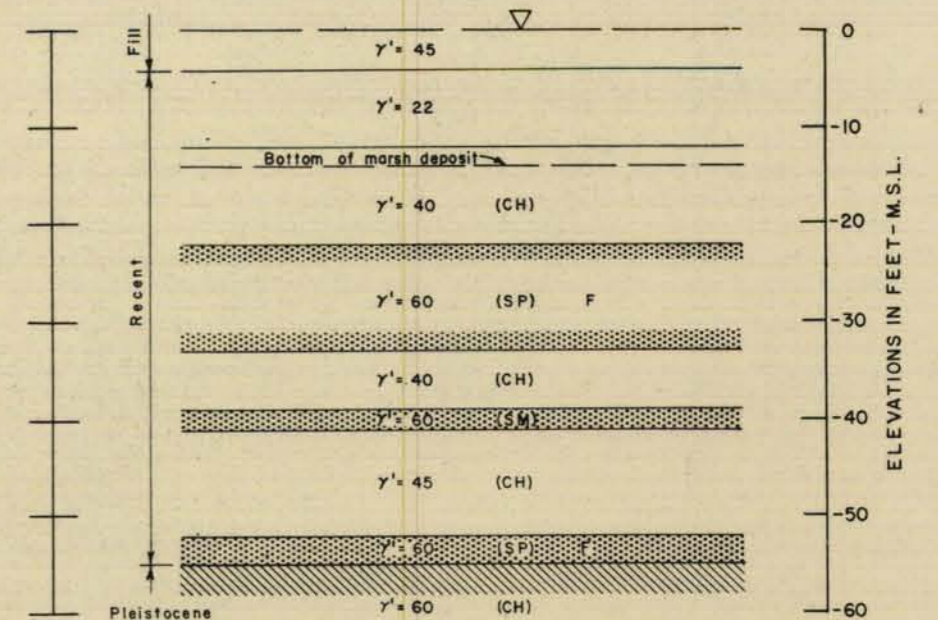 Fill
γ' = 45
0
γ' = 22
-10
Bottom of marsh deposit
γ' = 40 (CH)
-20
Recent
γ' = 60 (SP) F
-30
γ' = 40 (CH)
γ' = 60 (SM)
-40
γ' = 45 (CH)
-50
γ' = 60 (SP) F
γ' = 60 (CH)
-60
Pleistocene
ELEVATIONS IN FEET - M.S.L.